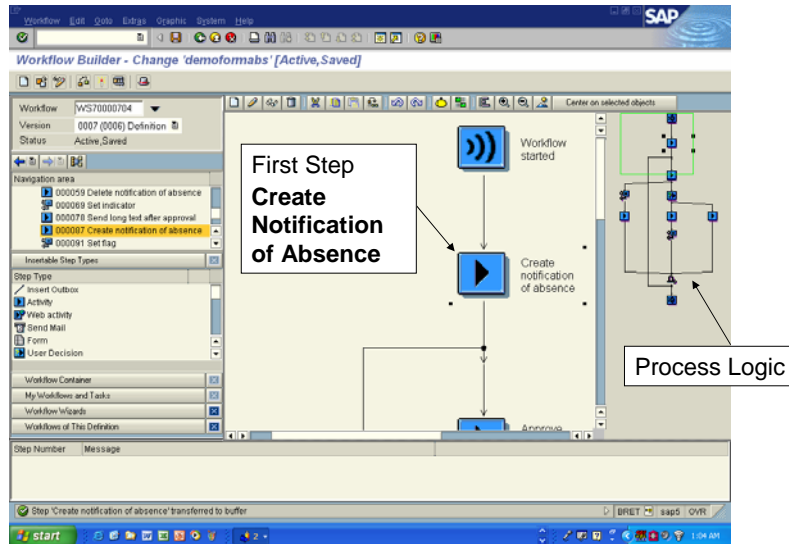 Workflow Edit Goto Extras Graphic System Help
SAP
Workflow Builder - Change 'demoformabs' [Active,Saved]
Workflow WS70000704
Version 0007 (0006) Definition
Status Active,Saved
Center on selected objects
Navigation area
000059 Delete notification of absence
000069 Set indicator
000078 Send long text after approval
000087 Create notification of absence
000091 Set flag
Insertable Step Types
Step Type
Insert Outbox
Activity
Web activity
Send Mail
Form
User Decision
Workflow Container
My Workflows and Tasks
Workflow Wizards
Workflows of This Definition
Workflow
started
First Step
Create
Notification
of Absence
Create
notification
of absence
Approve
Process Logic
Step Number Message
Step 'Create notification of absence' transferred to buffer
BRET sap5 OVR
start
2
1:04 AM